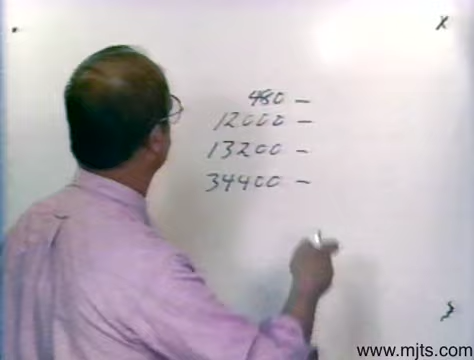 480 —
12000 —
13200 —
34400 —
www.mjts.com